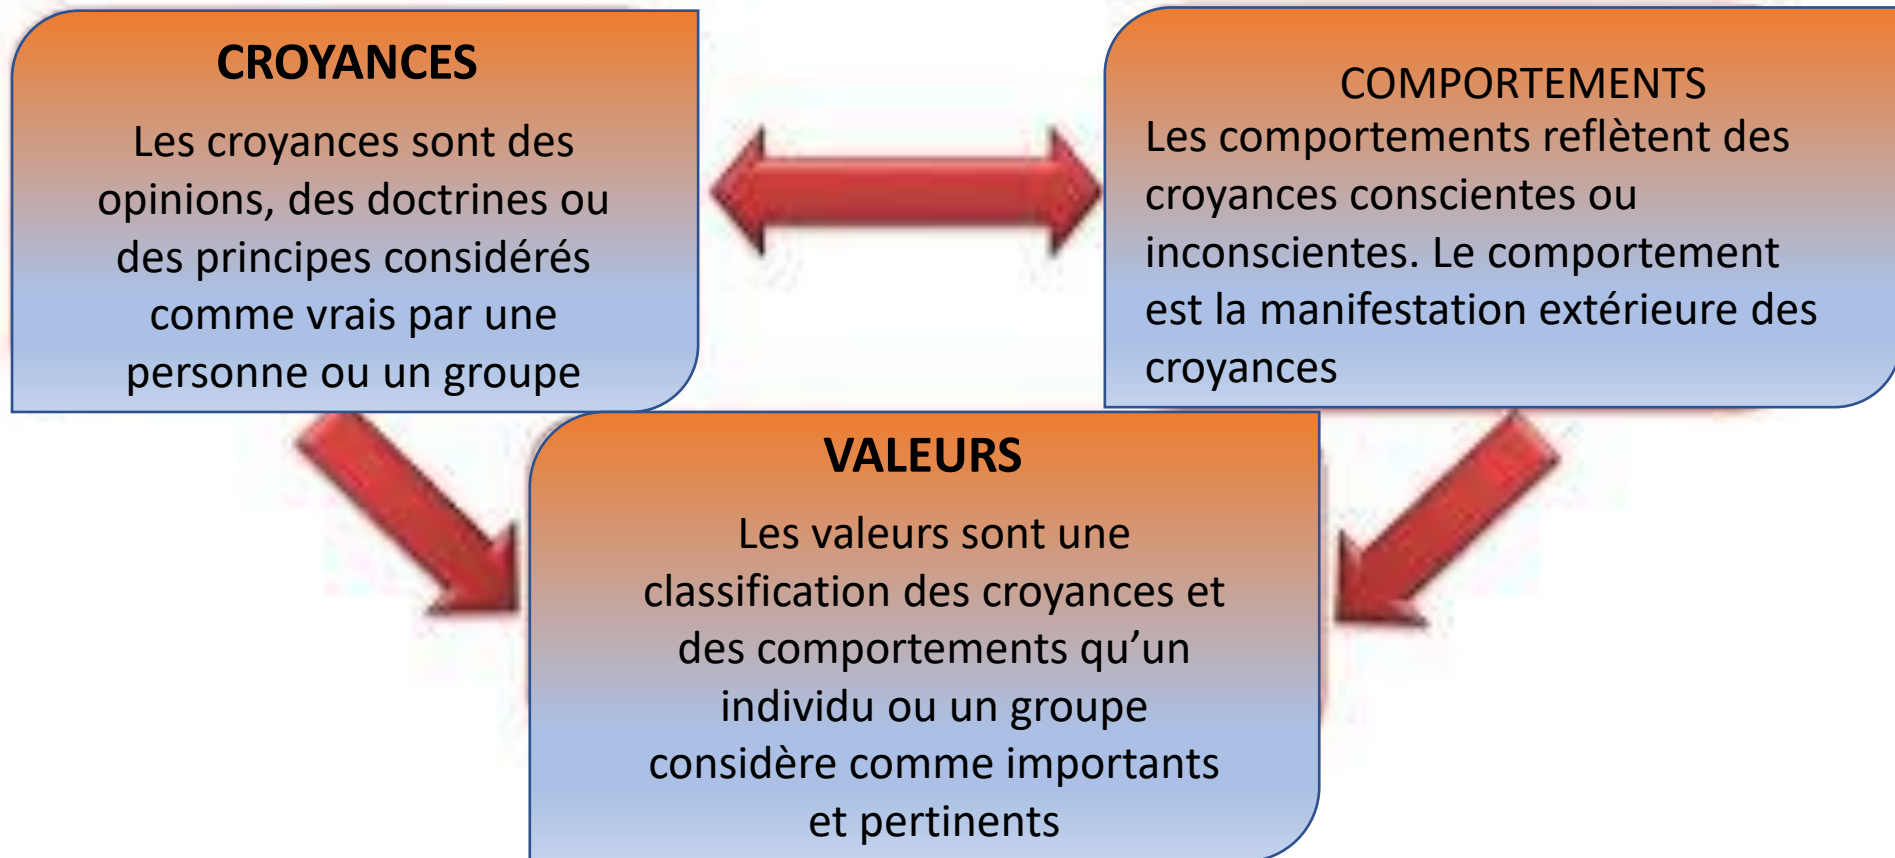 CROYANCES
Les croyances sont des
opinions, des doctrines ou
des principes considérés
comme vrais par une
personne ou un groupe
COMPORTEMENTS
Les comportements reflètent des
croyances conscientes ou
inconscientes. Le comportement
est la manifestation extérieure des
croyances
VALEURS
Les valeurs sont une
classification des croyances et
des comportements qu’un
individu ou un groupe
considère comme importants
et pertinents